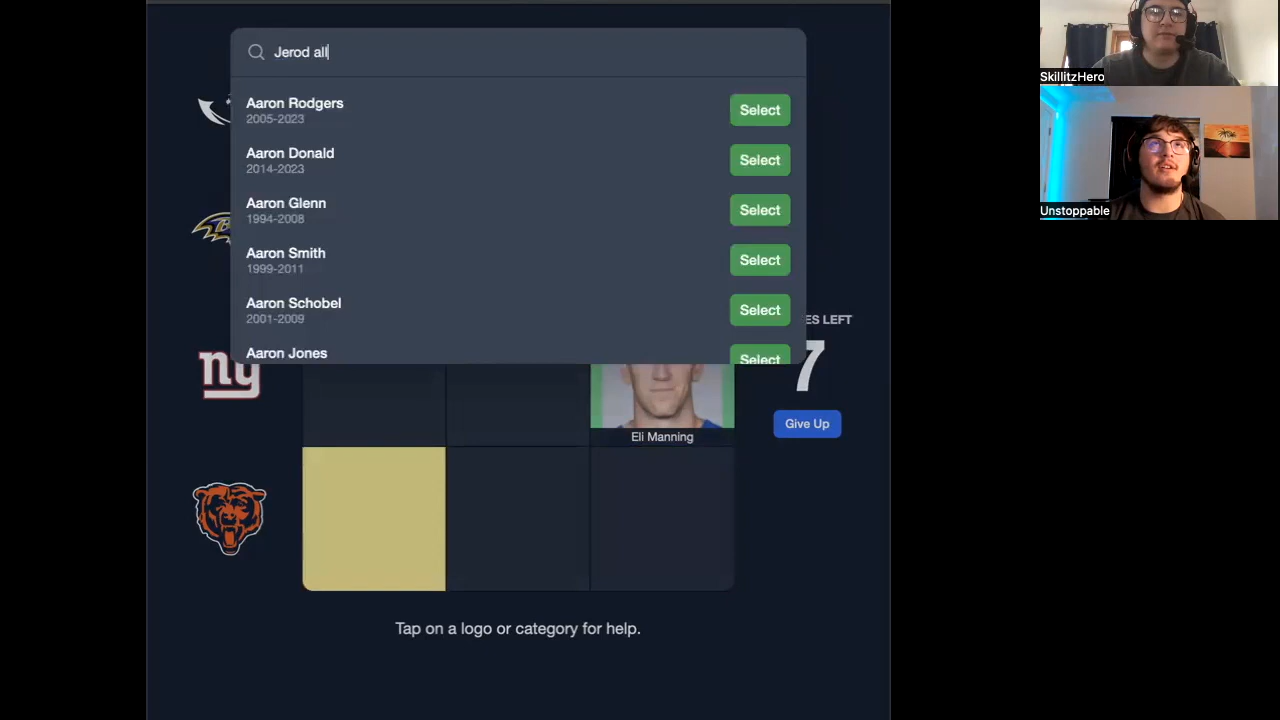 Jerod all
Aaron Rodgers
2005-2023
Select
Aaron Donald
2014-2023
Select
Aaron Glenn
1994-2008
Select
Aaron Smith
1999-2011
Select
Aaron Schobel
2001-2009
Select
Aaron Jones
Select
ny
ES LEFT
7
Give Up
Eli Manning
Tap on a logo or category for help.
SkillitzHero
Unstoppable